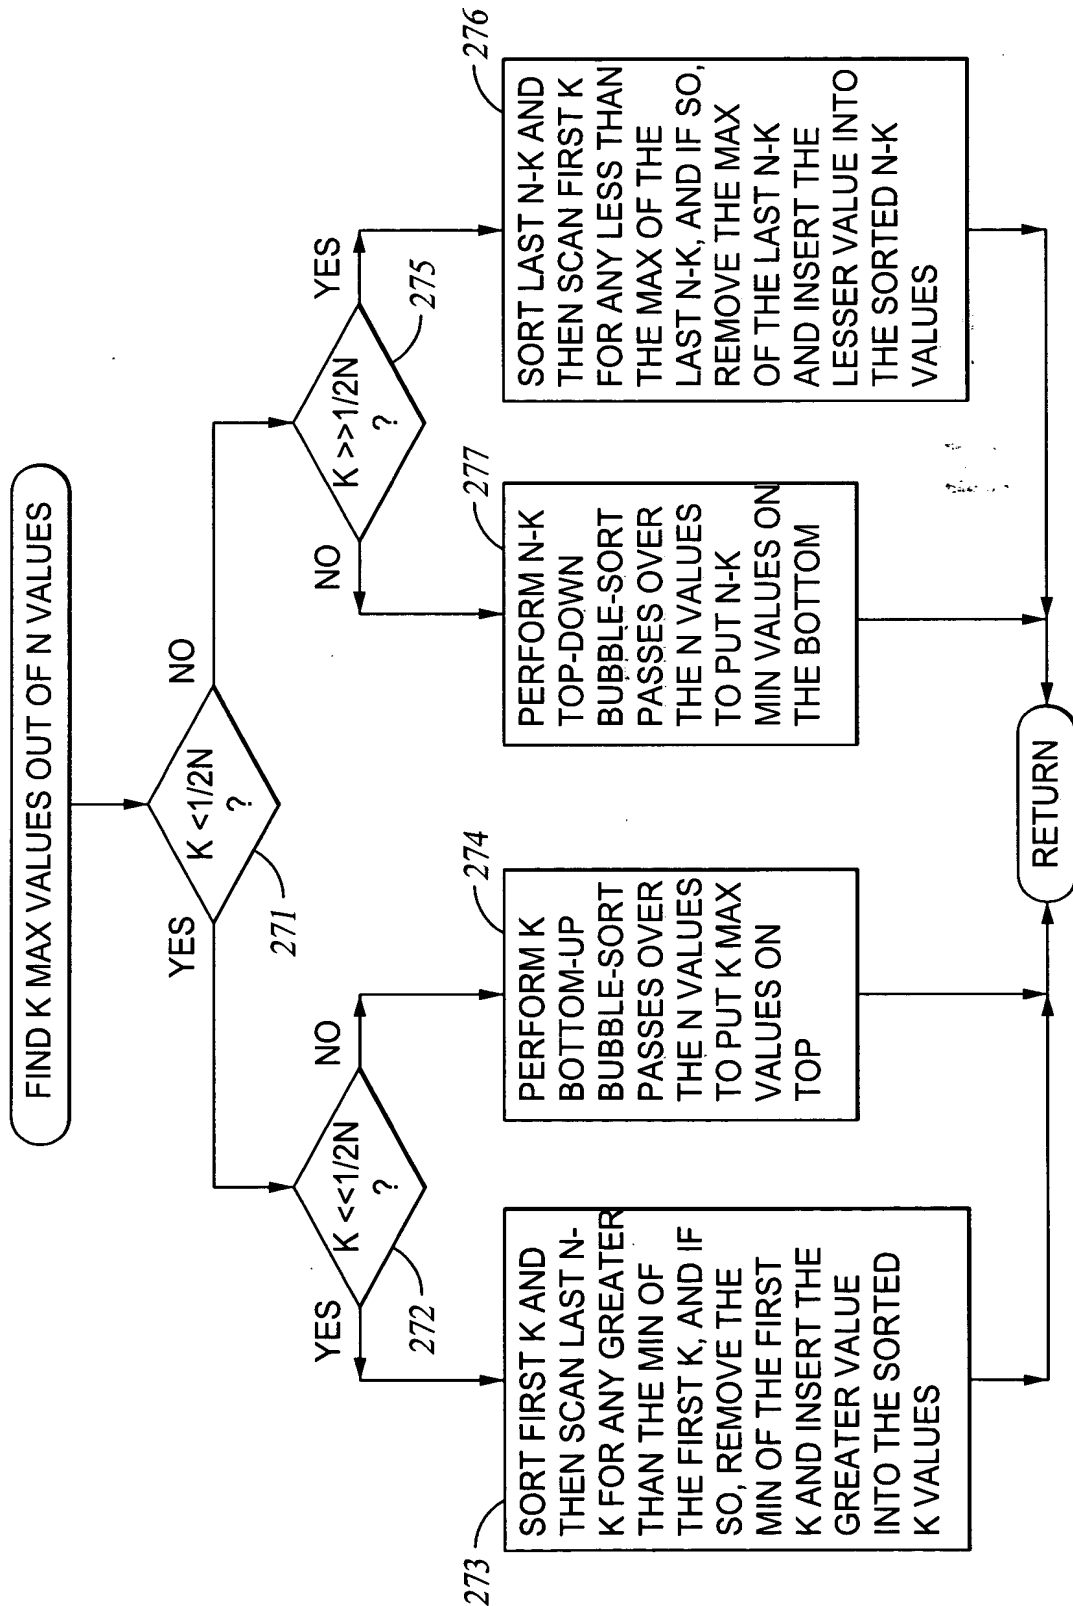 FIND K MAX VALUES OUT OF N VALUES
K <1/2N
?
271
YES
NO
K <<1/2N
?
272
YES
NO
K >>1/2N
?
275
NO
YES
273
SORT FIRST K AND
THEN SCAN LAST N-
K FOR ANY GREATER
THAN THE MIN OF
THE FIRST K, AND IF
SO, REMOVE THE
MIN OF THE FIRST
K AND INSERT THE
GREATER VALUE
INTO THE SORTED
K VALUES
274
PERFORM K
BOTTOM-UP
BUBBLE-SORT
PASSES OVER
THE N VALUES
TO PUT K MAX
VALUES ON
TOP
277
PERFORM N-K
TOP-DOWN
BUBBLE-SORT
PASSES OVER
THE N VALUES
TO PUT N-K
MIN VALUES ON
THE BOTTOM
276
SORT LAST N-K AND
THEN SCAN FIRST K
FOR ANY LESS THAN
THE MAX OF THE
LAST N-K, AND IF SO,
REMOVE THE MAX
OF THE LAST N-K
AND INSERT THE
LESSER VALUE INTO
THE SORTED N-K
VALUES
RETURN